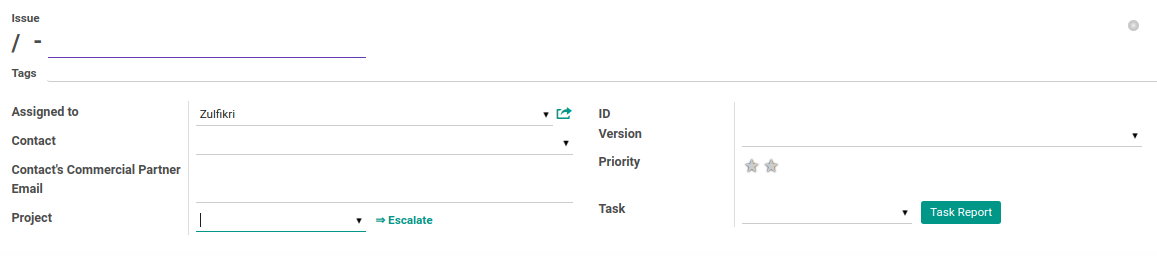 Issue
/ -
Tags
Assigned to Zulfikri
Contact
Contact's Commercial Partner
Email
Project ⇒ Escalate
ID
Version
Priority
Task Task Report